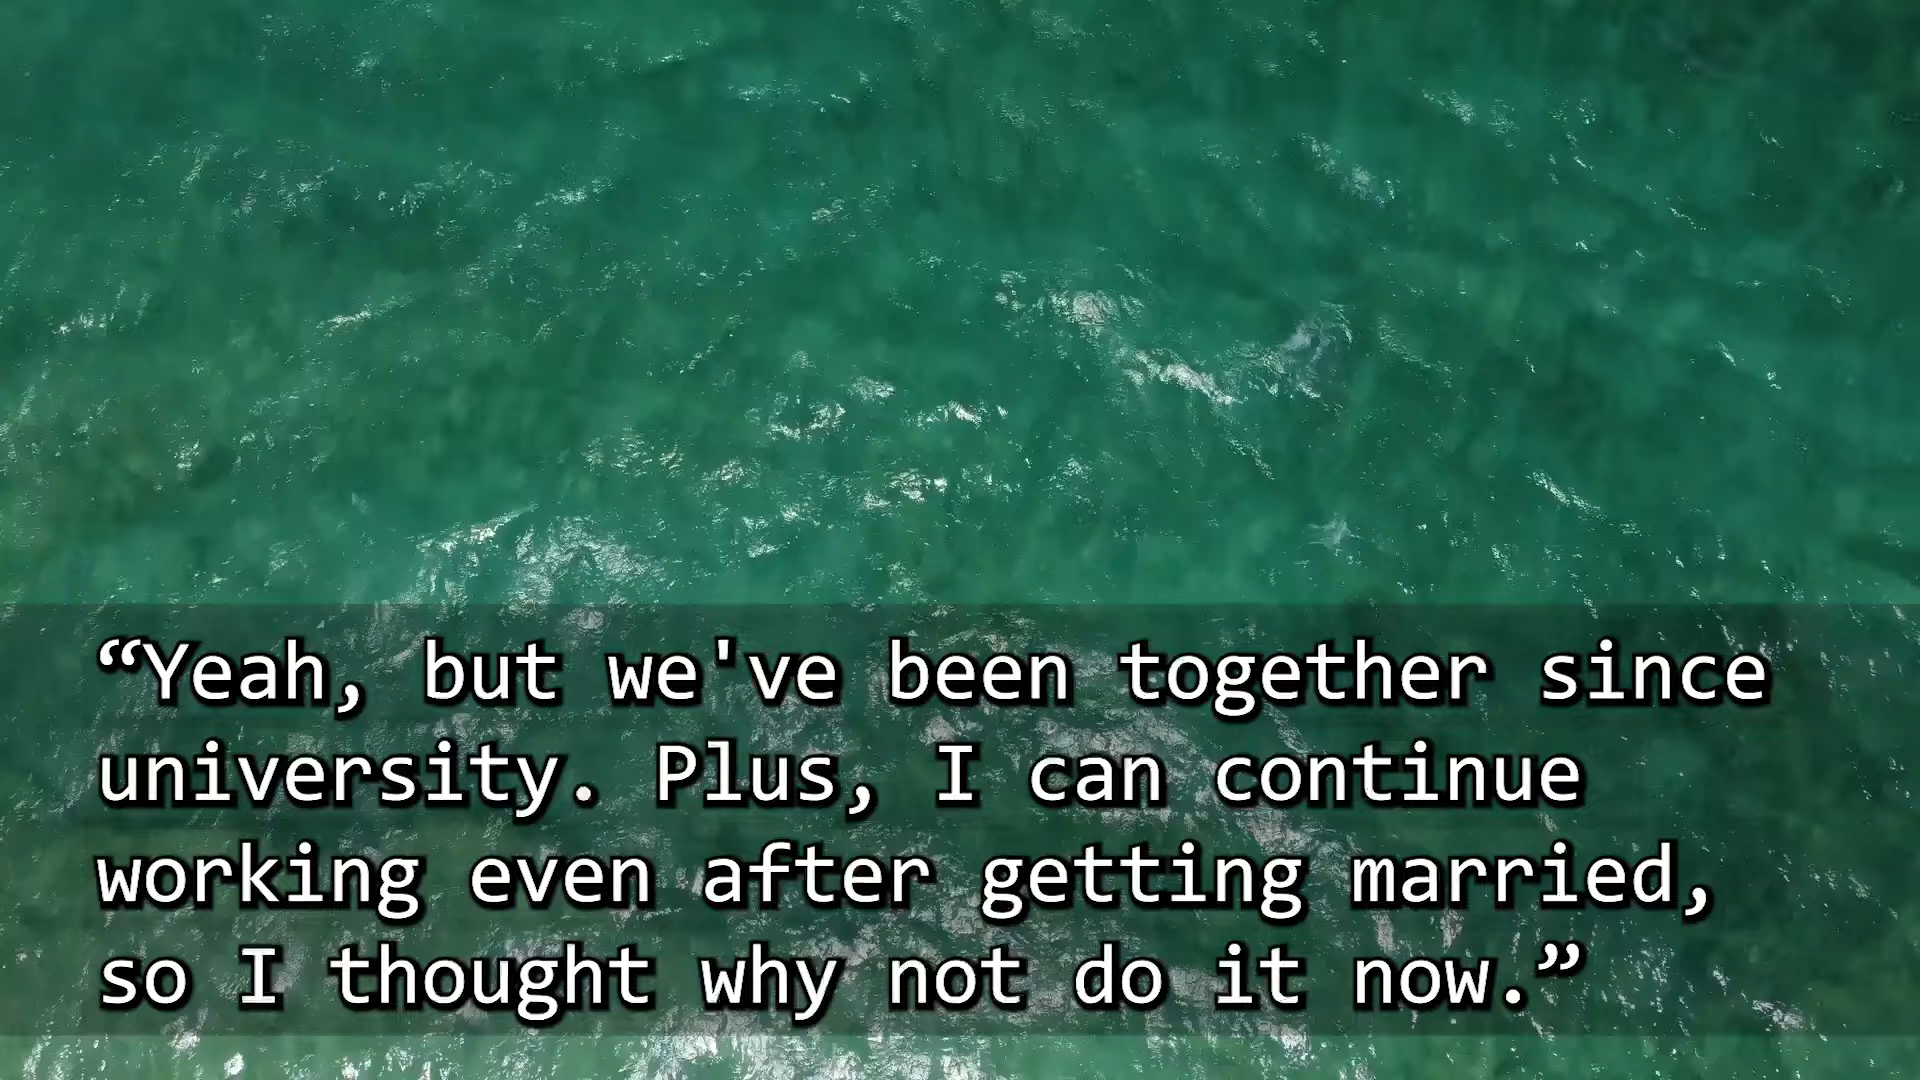 “Yeah, but we've been together since
university. Plus, I can continue
working even after getting married,
so I thought why not do it now.”